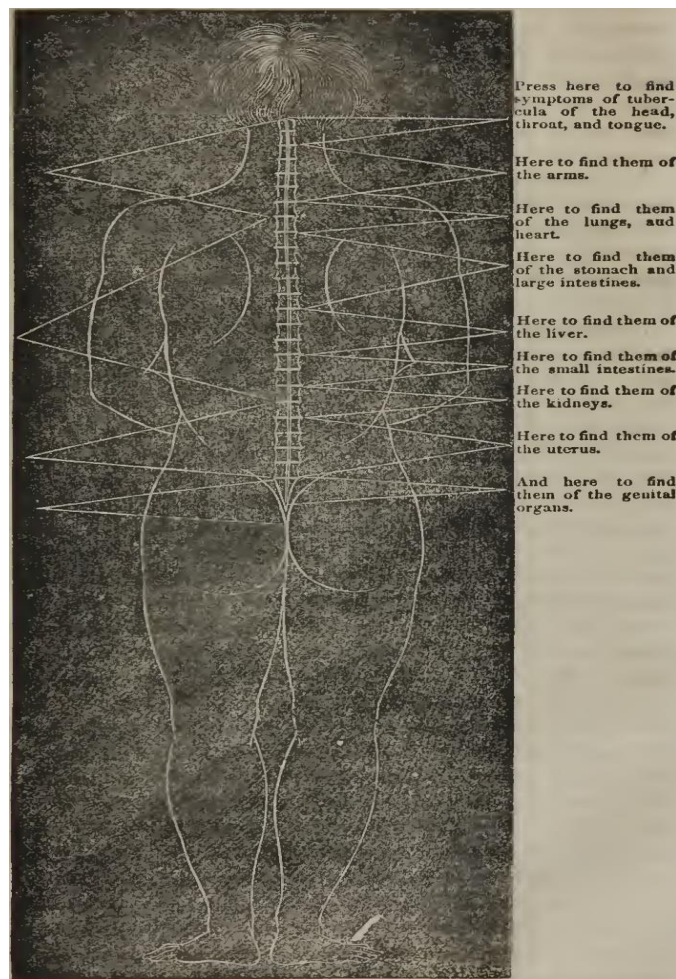 Press here to find
symptoms of tuber-
cula of the head,
throat, and tongue.
Here to find them of
the arms.
Here to find them
of the lungs, and
heart.
Here to find them
of the stomach and
large intestines.
Here to find them of
the liver.
Here to find them of
the small intestines.
Here to find them of
the kidneys.
Here to find them of
the uterus.
And here to find
them of the genital
organs.